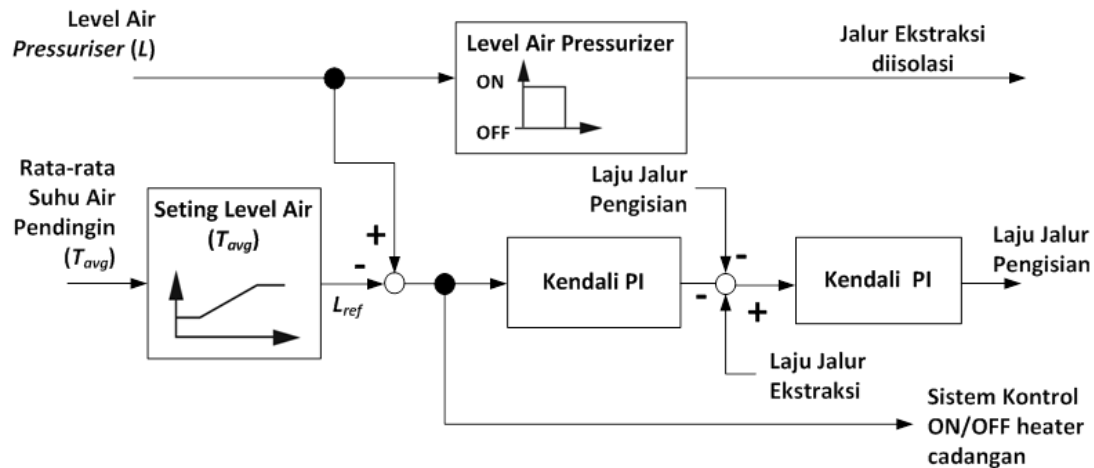 Level Air
Pressuriser (L)
Level Air Pressurizer
ON
OFF
Jalur Ekstraksi
diisolasi
Rata-rata
Suhu Air
Pendingin
(Tavg)
Seting Level Air
(Tavg)
Lref
+
-
Kendali PI
Laju Jalur
Pengisian
-
-
+
Laju Jalur
Ekstraksi
Kendali PI
Laju Jalur
Pengisian
Sistem Kontrol
ON/OFF heater
cadangan